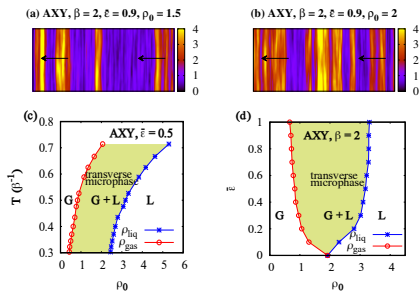 (a) AXY, β = 2, ε̄ = 0.9, ρ₀ = 1.5
4
3
2
1
0
(b) AXY, β = 2, ε̄ = 0.9, ρ₀ = 2
4
3
2
1
0
(c)
AXY, ε̄ = 0.5
0.8
0.7
0.6
0.5
0.4
0.3
T (β⁻¹)
transverse
microphase
G
G + L
L
ρliq
ρgas
0 1 2 3 4 5 6
ρ₀
(d)
AXY, β = 2
1
0.8
0.6
0.4
0.2
0
ε̄
transverse
microphase
G
G + L
L
ρliq
ρgas
0 1 2 3 4
ρ₀